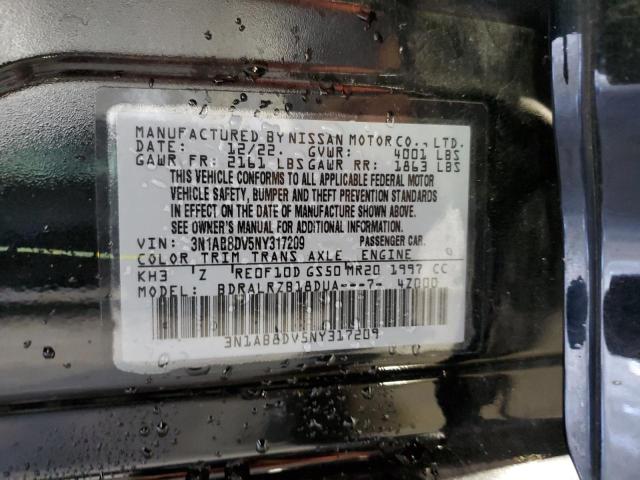 MANUFACTURED BY NISSAN MOTOR CO., LTD.
DATE: 12/22. GVWR: 4001 LBS
GAWR FR: 2161 LBS GAWR RR: 1863 LBS
THIS VEHICLE CONFORMS TO ALL APPLICABLE FEDERAL MOTOR
VEHICLE SAFETY, BUMPER AND THEFT PREVENTION STANDARDS
IN EFFECT ON THE DATE OF MANUFACTURE SHOWN ABOVE.
SEE OWNER'S MANUAL FOR ADDITIONAL INFORMATION.
VIN: 3N1AB8DV5NY317209 PASSENGER CAR.
COLOR TRIM TRANS AXLE ENGINE
KH3 Z RE0F10D GS50 MR20 1997 CC
MODEL: BDRALRZB18DUA---7- 4Z000
3N1AB8DV5NY317209